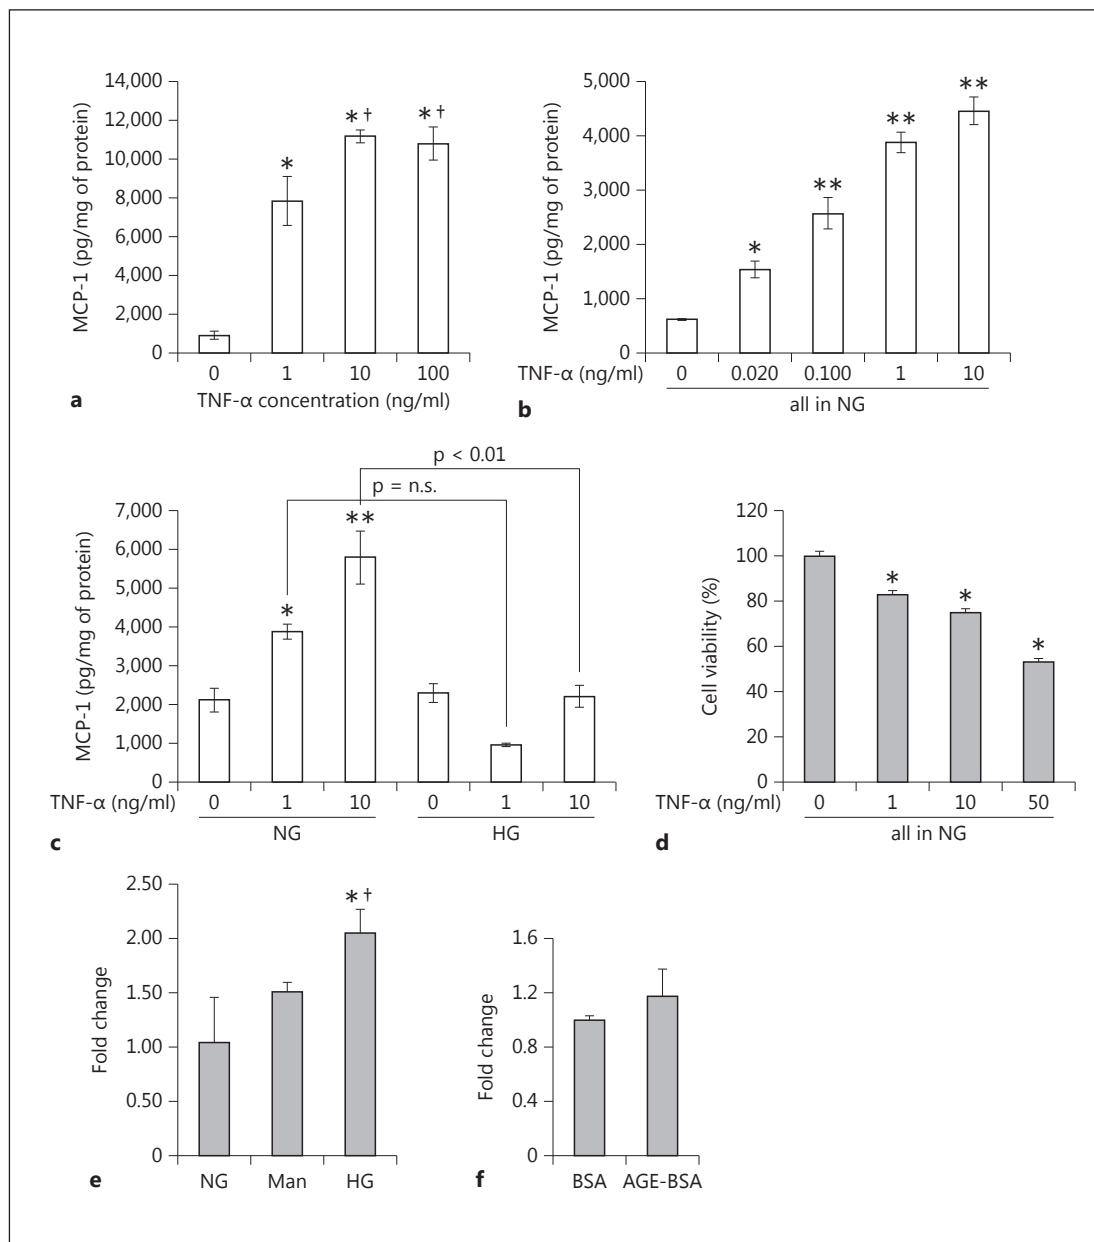 14,000
12,000
10,000
8,000
6,000
4,000
2,000
0
MCP-1 (pg/mg of protein)
*
*†
*†
0 1 10 100
TNF-α concentration (ng/ml)
a
5,000
4,000
3,000
2,000
1,000
0
MCP-1 (pg/mg of protein)
*
**
**
**
TNF-α (ng/ml) 0 0.020 0.100 1 10
all in NG
b
p < 0.01
p = n.s.
7,000
6,000
5,000
4,000
3,000
2,000
1,000
0
MCP-1 (pg/mg of protein)
*
**
TNF-α (ng/ml) 0 1 10 0 1 10
NG HG
c
120
100
80
60
40
20
0
Cell viability (%)
*
*
*
TNF-α (ng/ml) 0 1 10 50
all in NG
d
2.50
2.00
1.50
1.00
0.50
0
Fold change
*†
NG Man HG
e
1.6
1.2
0.8
0.4
0
Fold change
BSA AGE-BSA
f